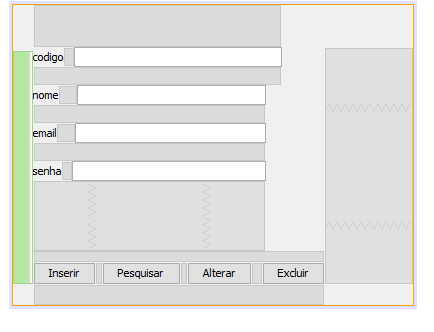 codigo
nome
email
senha
Inserir Pesquisar Alterar Excluir